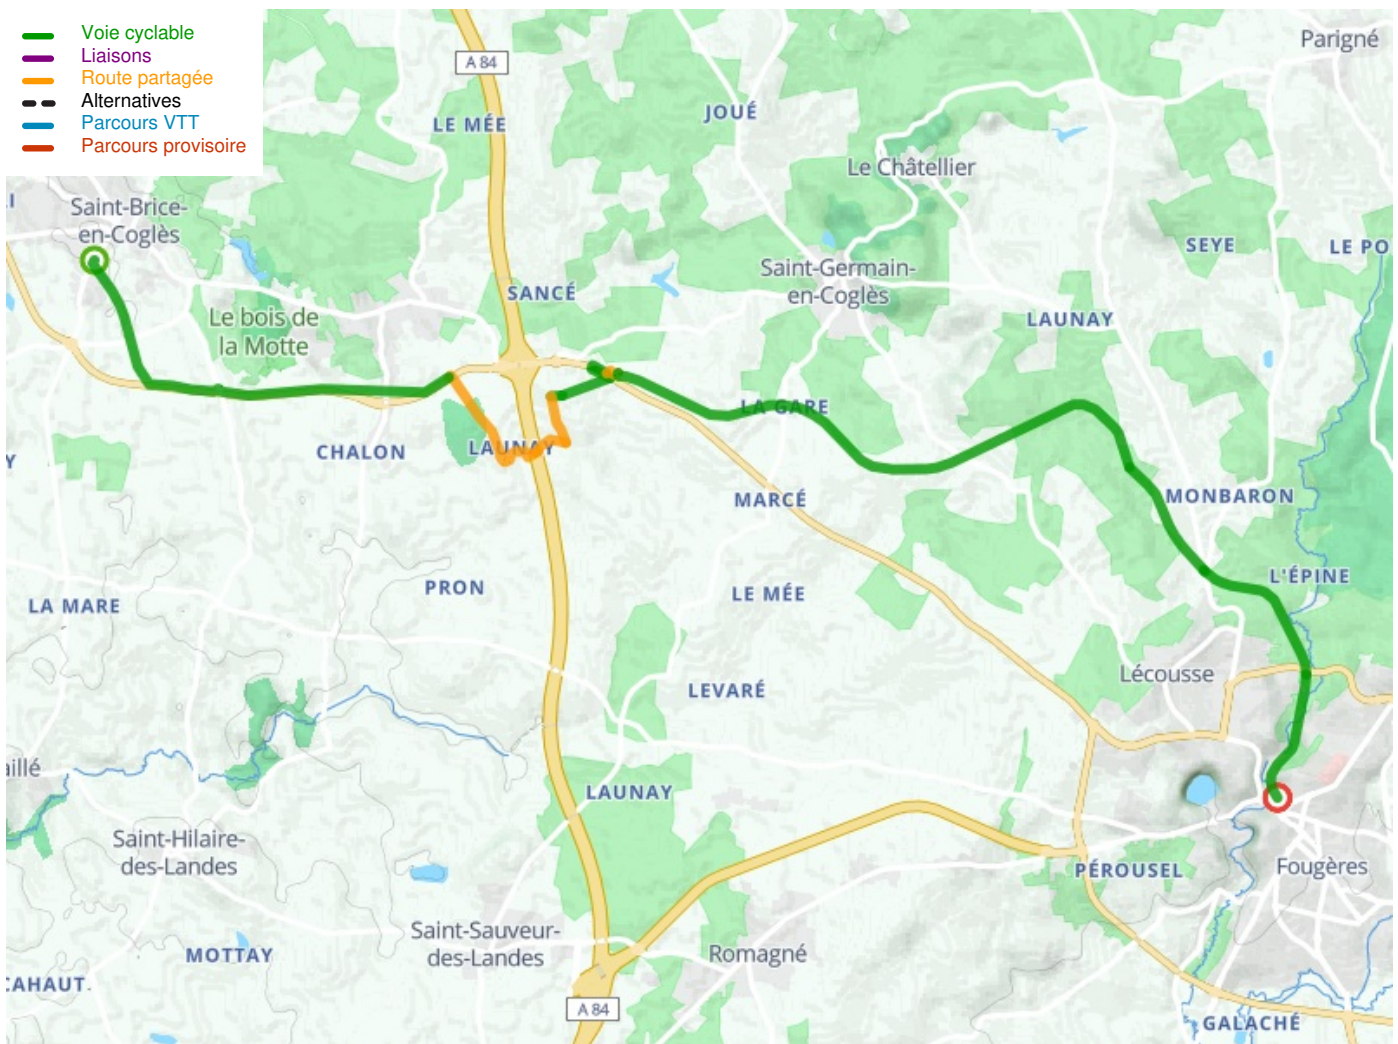 Voie cyclable
Liaisons
Route partagée
Alternatives
Parcours VTT
Parcours provisoire
A 84
Parigné
JOUÉ
LE MÉE
Le Châtellier
Saint-Brice-
en-Coglès
SEYE
LE PO
Saint-Germain-
en-Coglès
SANCÉ
Le bois de
la Motte
LAUNAY
LA GARE
CHALON
LAUNAY
MARCÉ
MONBARON
L'ÉPINE
PRON
LE MÉE
LA MARE
Lécousse
LEVARÉ
aillé
LAUNAY
Saint-Hilaire-
des-Landes
PÉROUSEL
Fougères
Saint-Sauveur-
des-Landes
Romagné
MOTTAY
CAHAUT
A 84
GALACHÉ